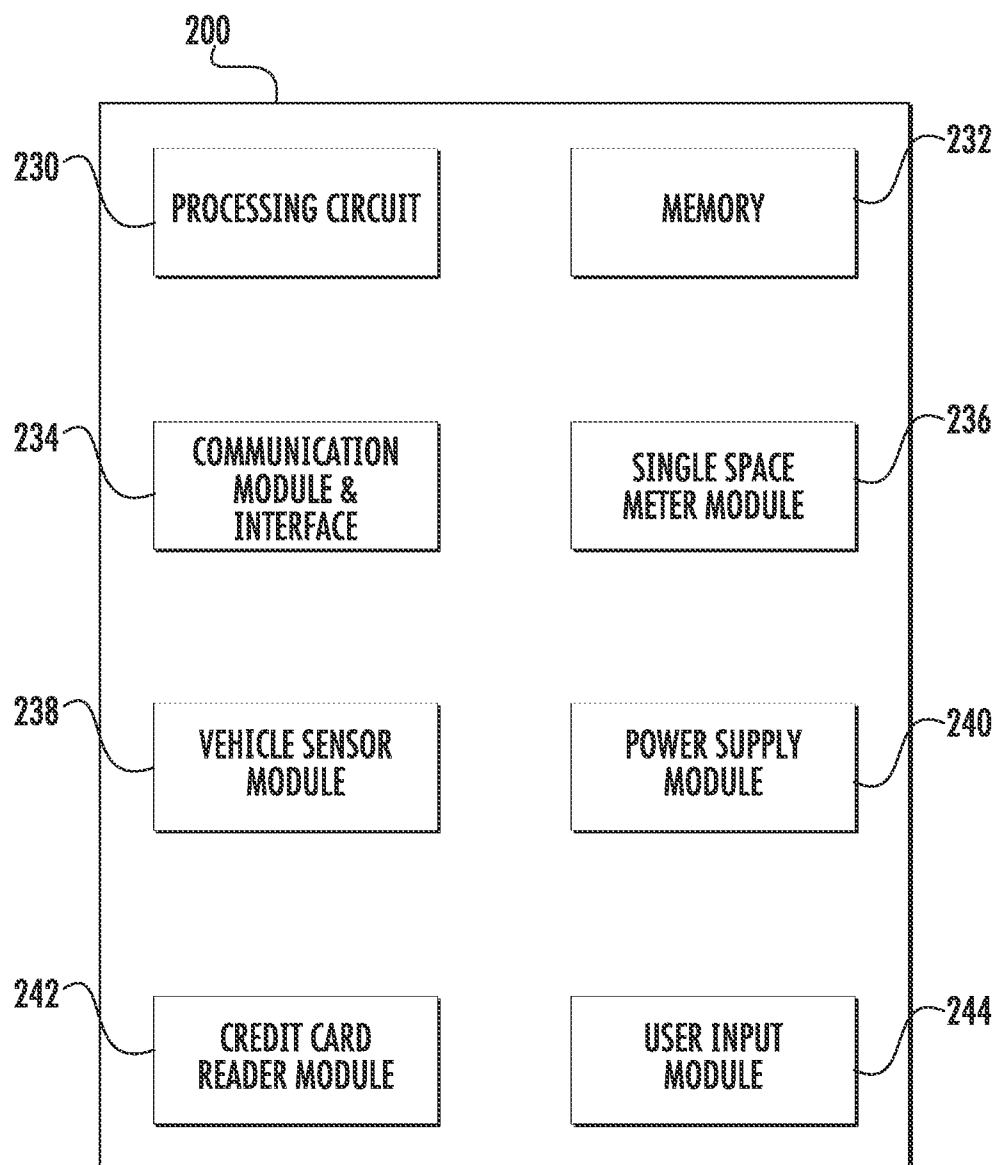 200
230
PROCESSING CIRCUIT
MEMORY
232
234
COMMUNICATION
MODULE &
INTERFACE
SINGLE SPACE
METER MODULE
236
238
VEHICLE SENSOR
MODULE
POWER SUPPLY
MODULE
240
242
CREDIT CARD
READER MODULE
USER INPUT
MODULE
244